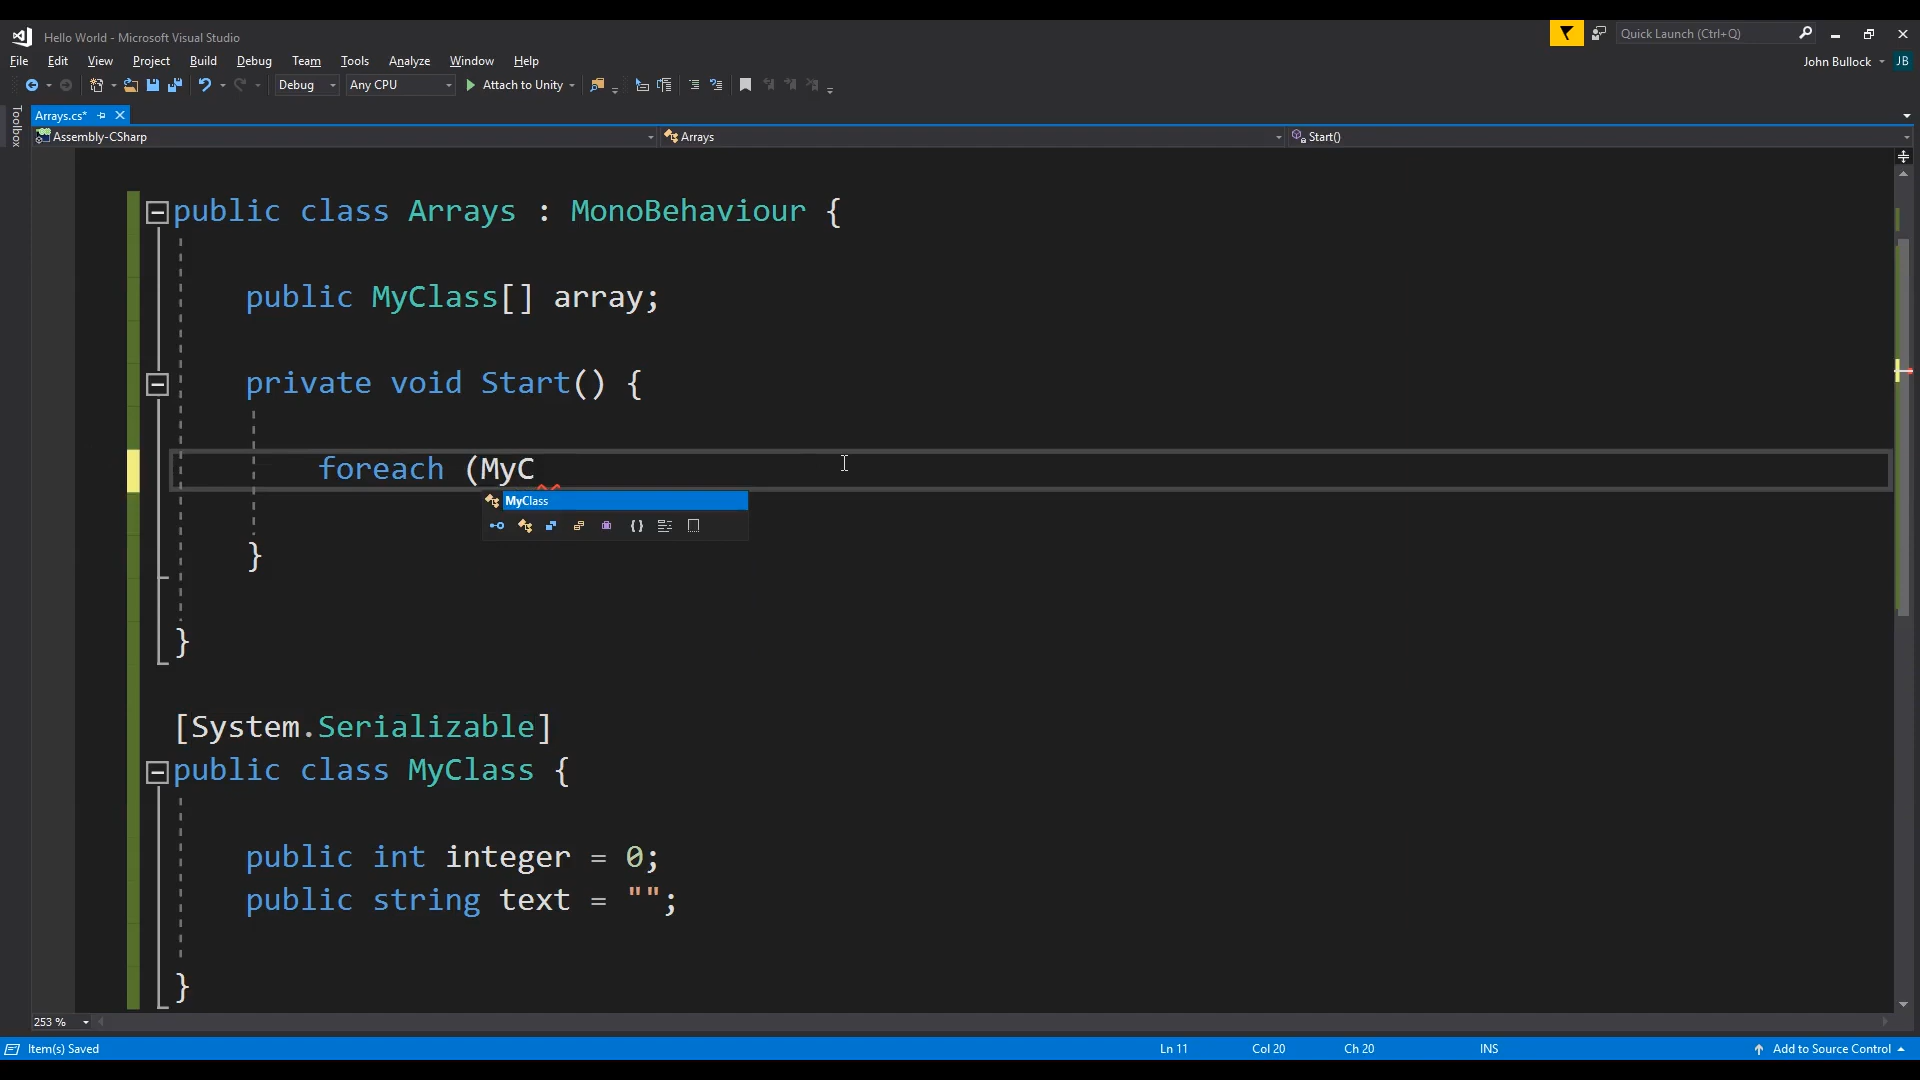 Hello World - Microsoft Visual Studio
Quick Launch (Ctrl+Q)
File Edit View Project Build Debug Team Tools Analyze Window Help
John Bullock JB
Debug Any CPU Attach to Unity
Toolbox
Arrays.cs*
Assembly-CSharp Arrays Start()
public class Arrays : MonoBehaviour {
public MyClass[] array;
private void Start() {
foreach (MyC
MyClass
}
}
[System.Serializable]
public class MyClass {
public int integer = 0;
public string text = "";
}
253 %
Item(s) Saved Ln 11 Col 20 Ch 20 INS Add to Source Control